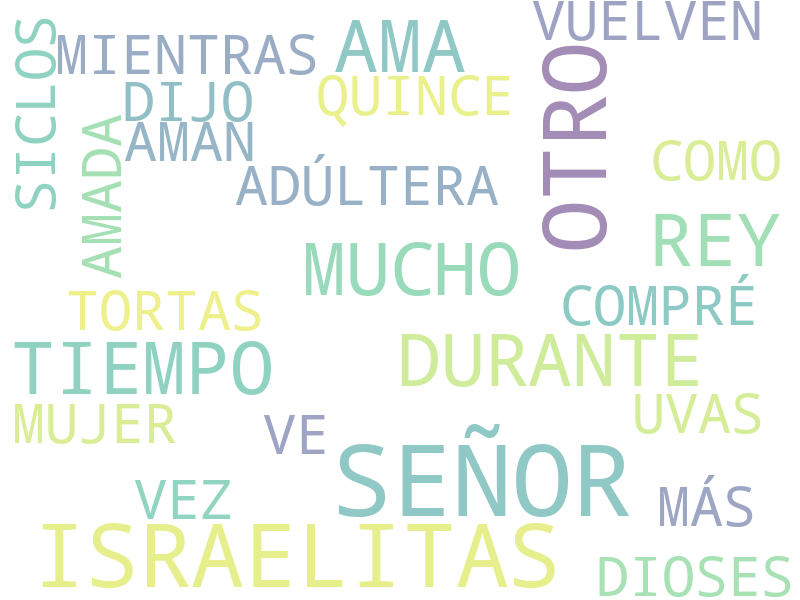 VUELVEN
SICLOS
MIENTRAS
AMA
DIJO
QUINCE
OTRO
AMADA
AMAN
COMO
ADÚLTERA
REY
MUCHO
TORTAS
COMPRÉ
TIEMPO
DURANTE
MUJER
VE
UVAS
SEÑOR
VEZ
MÁS
ISRAELITAS
DIOSES